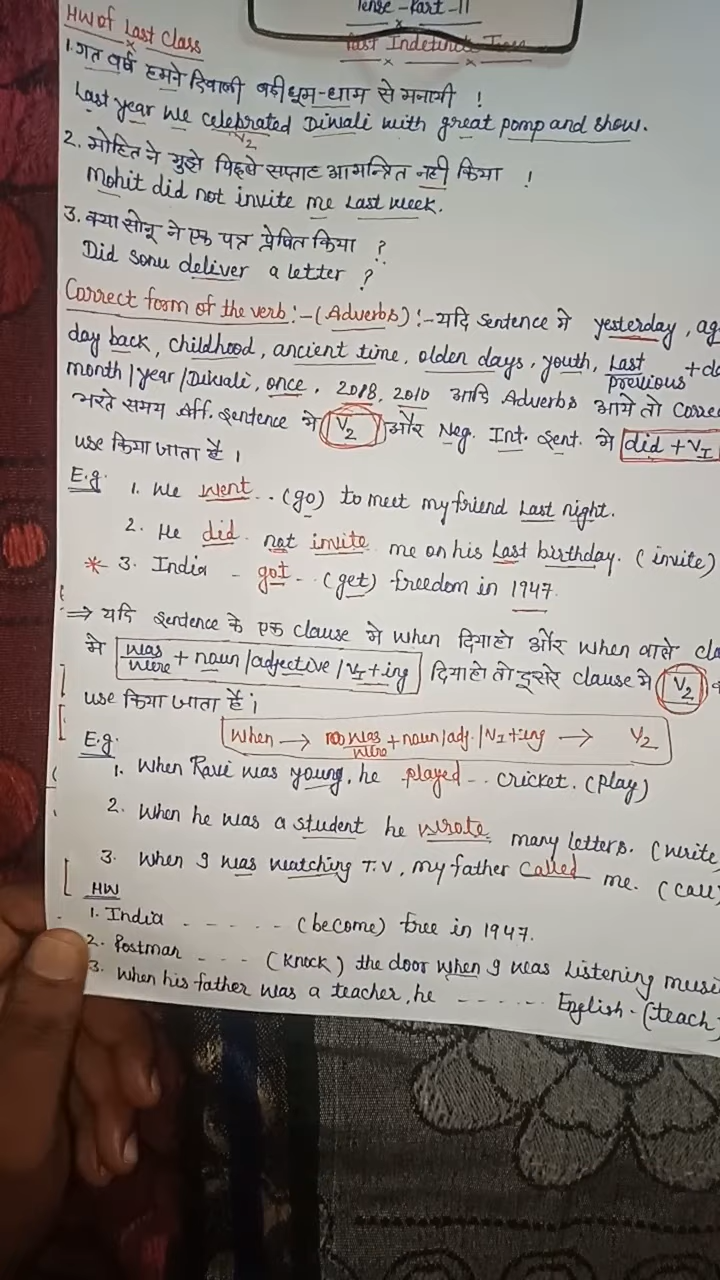 Tense-Part-11
Past Indefinite Tense
HW of Last Class
1. गत वर्ष हमने दिवाली बड़ी धूम-धाम से मनायी !
Last year we celebrated Diwali with great pomp and show.
V2
2. मोहित ने मुझे पिछले सप्ताह आमन्त्रित नहीं किया !
Mohit did not invite me last week.
3. क्या सोनू ने एक पत्र प्रेषित किया ?
Did sonu deliver a letter ?
Correct form of the verb:-(Adverbs):- यदि sentence मे yesterday, ag
day back, childhood, ancient time, olden days, youth, Last + da
previous
month/year/Diwali, once, 2018, 2010 आदि Adverbs आये तो correc
भरते समय Aff. sentence मे V2 और Neg. Int. sent. मे did + VI
use किया जाता है।
E.g. 1. We went .. (go) to meet my friend Last night.
2. He did not invite me on his Last birthday. (invite)
* 3. India - got - . (get) freedom in 1947.
⇒ यदि sentence के एक clause मे when दिया हो और when वाले cla
मे was/were + noun/adjective/VI+ing दिया हो तो दूसरे clause मे V2
use किया जाता है।
When → was/were + noun/adj./VI+ing → V2
E.g.
1. When Ravi was young, he played .. cricket. (Play)
2. When he was a student he wrote many letters. (write
3. When I was watching T.V, my father called me. (call)
HW
1. India - - - - - (become) free in 1947.
2. Postman - - - (Knock) the door when I was Listening musi
3. When his father was a teacher, he - - - - - - English. (teach)